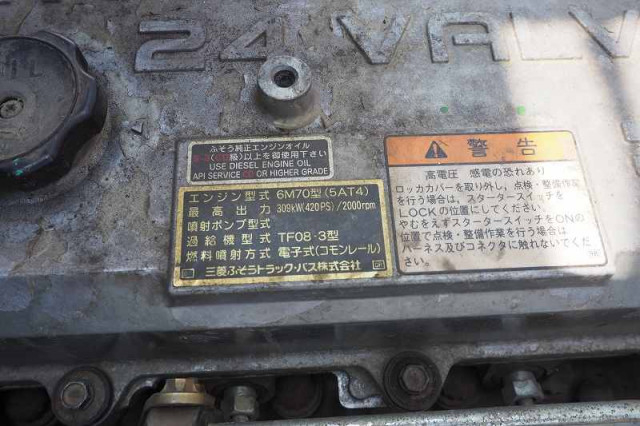 24 VALV
ふそう純正エンジンオイル
級)以上を御使用下さい
USE DIESEL ENGINE OIL
API SERVICE CD OR HIGHER GRADE
エンジン型式 6M70型(5AT4)
最高出力 309kW(420PS)/2000rpm
噴射ポンプ型式
過給機型式 TF08-3型
燃料噴射方式 電子式(コモンレール)
三菱ふそうトラック・バス株式会社
警告
高電圧 感電の恐れあり
ロッカカバーを取り外し,点検・整備作業
を行う場合は,スタータースイッチを
LOCKの位置にしてください。
やむをえずスタータースイッチをONの
位置で点検・整備作業を行う場合は
ハーネス及びコネクタに触れないで
ください。